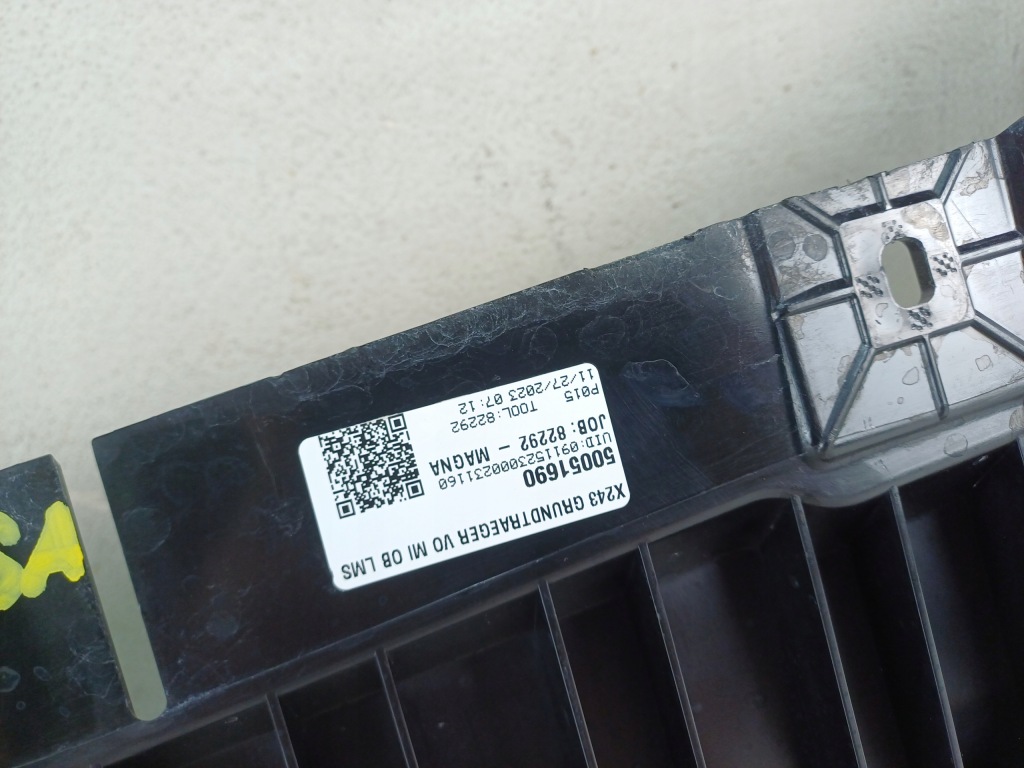 X243 GRUNDTRAEGER VO MI OB LMS
50051690
UID:09115223000231160
JOB: 82292 - MAGNA
TOOL:82292
P015
11/27/2023 07:12